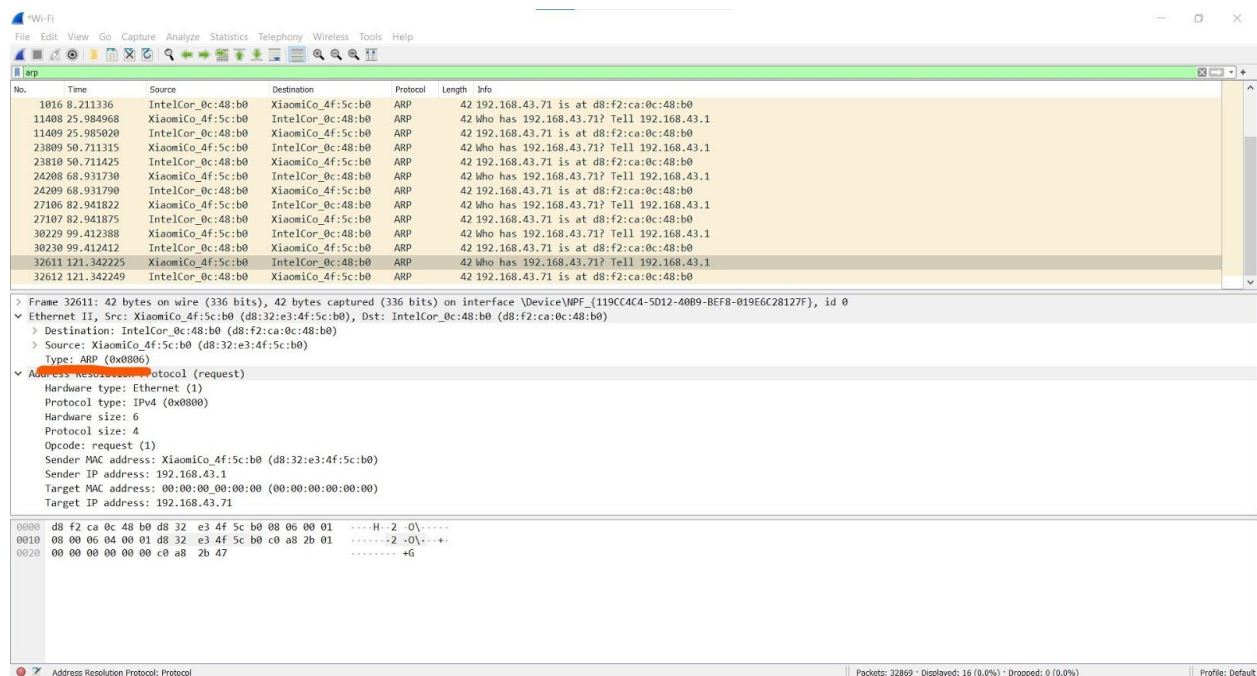 *Wi-Fi
File Edit View Go Capture Analyze Statistics Telephony Wireless Tools Help
arp
No. Time Source Destination Protocol Length Info
1016 8.211336 IntelCor_0c:48:b0 XiaomiCo_4f:5c:b0 ARP 42 192.168.43.71 is at d8:f2:ca:0c:48:b0
11408 25.984968 XiaomiCo_4f:5c:b0 IntelCor_0c:48:b0 ARP 42 Who has 192.168.43.71? Tell 192.168.43.1
11409 25.985020 IntelCor_0c:48:b0 XiaomiCo_4f:5c:b0 ARP 42 192.168.43.71 is at d8:f2:ca:0c:48:b0
23809 50.711315 XiaomiCo_4f:5c:b0 IntelCor_0c:48:b0 ARP 42 Who has 192.168.43.71? Tell 192.168.43.1
23810 50.711425 IntelCor_0c:48:b0 XiaomiCo_4f:5c:b0 ARP 42 192.168.43.71 is at d8:f2:ca:0c:48:b0
24208 68.931730 XiaomiCo_4f:5c:b0 IntelCor_0c:48:b0 ARP 42 Who has 192.168.43.71? Tell 192.168.43.1
24209 68.931790 IntelCor_0c:48:b0 XiaomiCo_4f:5c:b0 ARP 42 192.168.43.71 is at d8:f2:ca:0c:48:b0
27106 82.941822 XiaomiCo_4f:5c:b0 IntelCor_0c:48:b0 ARP 42 Who has 192.168.43.71? Tell 192.168.43.1
27107 82.941875 IntelCor_0c:48:b0 XiaomiCo_4f:5c:b0 ARP 42 192.168.43.71 is at d8:f2:ca:0c:48:b0
30229 99.412388 XiaomiCo_4f:5c:b0 IntelCor_0c:48:b0 ARP 42 Who has 192.168.43.71? Tell 192.168.43.1
30230 99.412412 IntelCor_0c:48:b0 XiaomiCo_4f:5c:b0 ARP 42 192.168.43.71 is at d8:f2:ca:0c:48:b0
32611 121.342225 XiaomiCo_4f:5c:b0 IntelCor_0c:48:b0 ARP 42 Who has 192.168.43.71? Tell 192.168.43.1
32612 121.342249 IntelCor_0c:48:b0 XiaomiCo_4f:5c:b0 ARP 42 192.168.43.71 is at d8:f2:ca:0c:48:b0
Frame 32611: 42 bytes on wire (336 bits), 42 bytes captured (336 bits) on interface \Device\NPF_{119CC4C4-5D12-40B9-BEF8-019E6C28127F}, id 0
Ethernet II, Src: XiaomiCo_4f:5c:b0 (d8:32:e3:4f:5c:b0), Dst: IntelCor_0c:48:b0 (d8:f2:ca:0c:48:b0)
Destination: IntelCor_0c:48:b0 (d8:f2:ca:0c:48:b0)
Source: XiaomiCo_4f:5c:b0 (d8:32:e3:4f:5c:b0)
Type: ARP (0x0806)
Address Resolution Protocol (request)
Hardware type: Ethernet (1)
Protocol type: IPv4 (0x0800)
Hardware size: 6
Protocol size: 4
Opcode: request (1)
Sender MAC address: XiaomiCo_4f:5c:b0 (d8:32:e3:4f:5c:b0)
Sender IP address: 192.168.43.1
Target MAC address: 00:00:00_00:00:00 (00:00:00:00:00:00)
Target IP address: 192.168.43.71
0000 d8 f2 ca 0c 48 b0 d8 32 e3 4f 5c b0 08 06 00 01 ····H··2 ·O\·····
0010 08 00 06 04 00 01 d8 32 e3 4f 5c b0 c0 a8 2b 01 ·······2 ·O\···+·
0020 00 00 00 00 00 00 c0 a8 2b 47 ········ +G
Address Resolution Protocol: Protocol Packets: 32869 · Displayed: 16 (0.0%) · Dropped: 0 (0.0%) Profile: Default